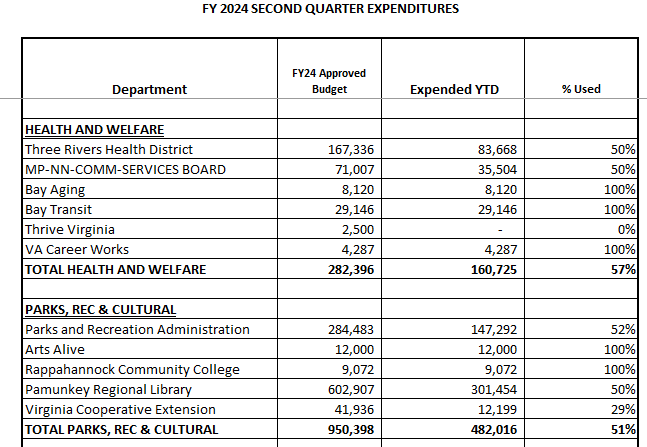 FY 2024 SECOND QUARTER EXPENDITURES
FY24 Approved
Department Budget Expended YTD % Used
HEALTH AND WELFARE
Three Rivers Health District 167,336 83,668 50%
MP-NN-COMM-SERVICES BOARD 71,007 35,504 50%
Bay Aging 8,120 8,120 100%
Bay Transit 29,146 29,146 100%
Thrive Virginia 2,500 - 0%
VA Career Works 4,287 4,287 100%
TOTAL HEALTH AND WELFARE 282,396 160,725 57%
PARKS, REC & CULTURAL
Parks and Recreation Administration 284,483 147,292 52%
Arts Alive 12,000 12,000 100%
Rappahannock Community College 9,072 9,072 100%
Pamunkey Regional Library 602,907 301,454 50%
Virginia Cooperative Extension 41,936 12,199 29%
TOTAL PARKS, REC & CULTURAL 950,398 482,016 51%